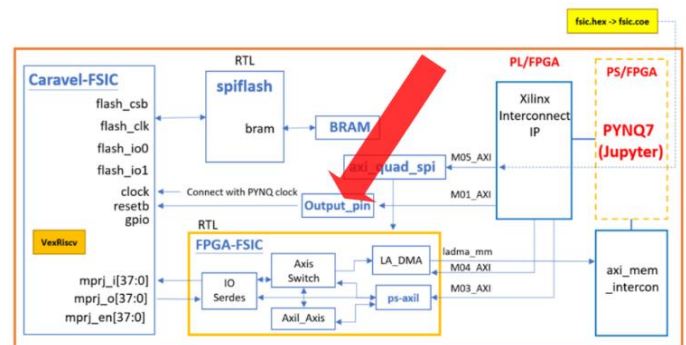 fsic.hex -> fsic.coe
RTL
PL/FPGA
PS/FPGA
Caravel-FSIC
spiflash
Xilinx
Interconnect
IP
PYNQ7
(Jupyter)
flash_csb
flash_clk
flash_io0
flash_io1
bram
BRAM
axi_quad_spi
M05_AXI
clock
Connect with PYNQ clock
resetb
Output_pin
M01_AXI
gpio
RTL
VexRiscv
FPGA-FSIC
LA_DMA
ladma_mm
M04_AXI
Axis
Switch
IO
Serdes
ps-axil
M03_AXI
Axil_Axis
axi_mem
_intercon
mprj_i[37:0]
mprj_o[37:0]
mprj_en[37:0]